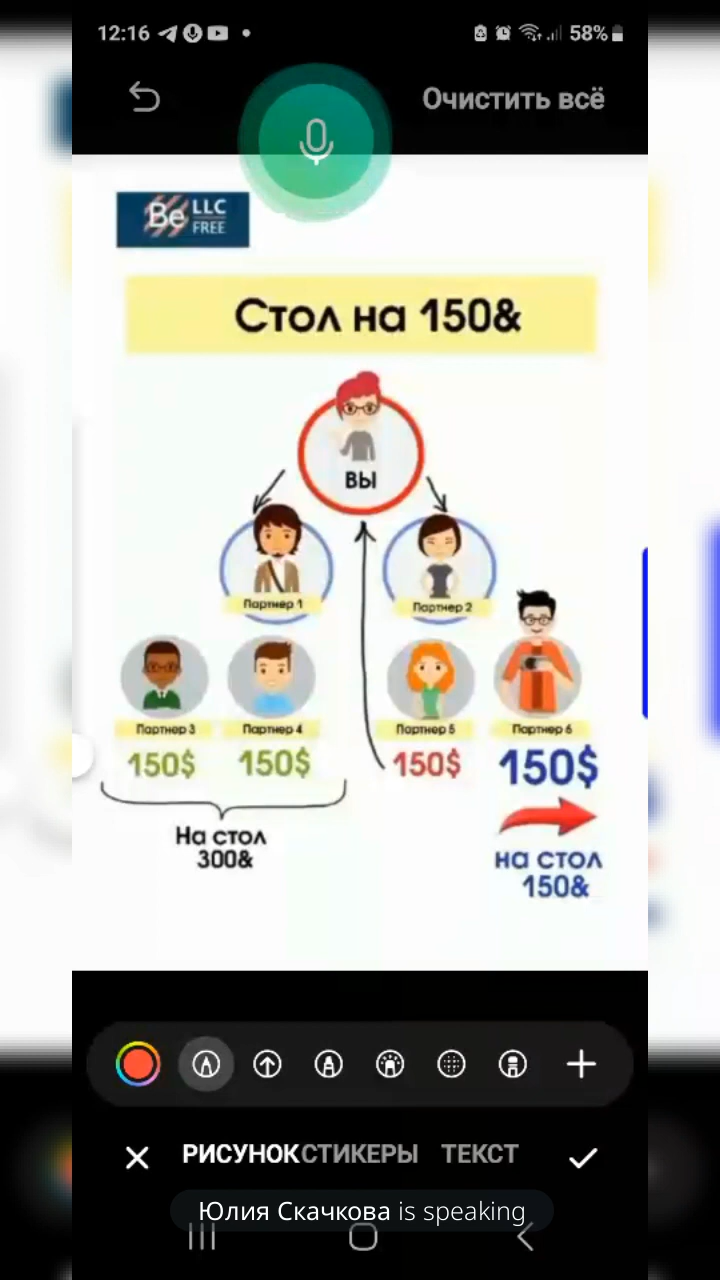 12:16
58%
Очистить всё
Be LLC FREE
Стол на 150&
ВЫ
Партнер 1
Партнер 2
Партнер 3
Партнер 4
Партнер 5
Партнер 6
150$
150$
150$
150$
На стол
300&
на стол
150&
РИСУНОК
СТИКЕРЫ
ТЕКСТ
Юлия Скачкова is speaking